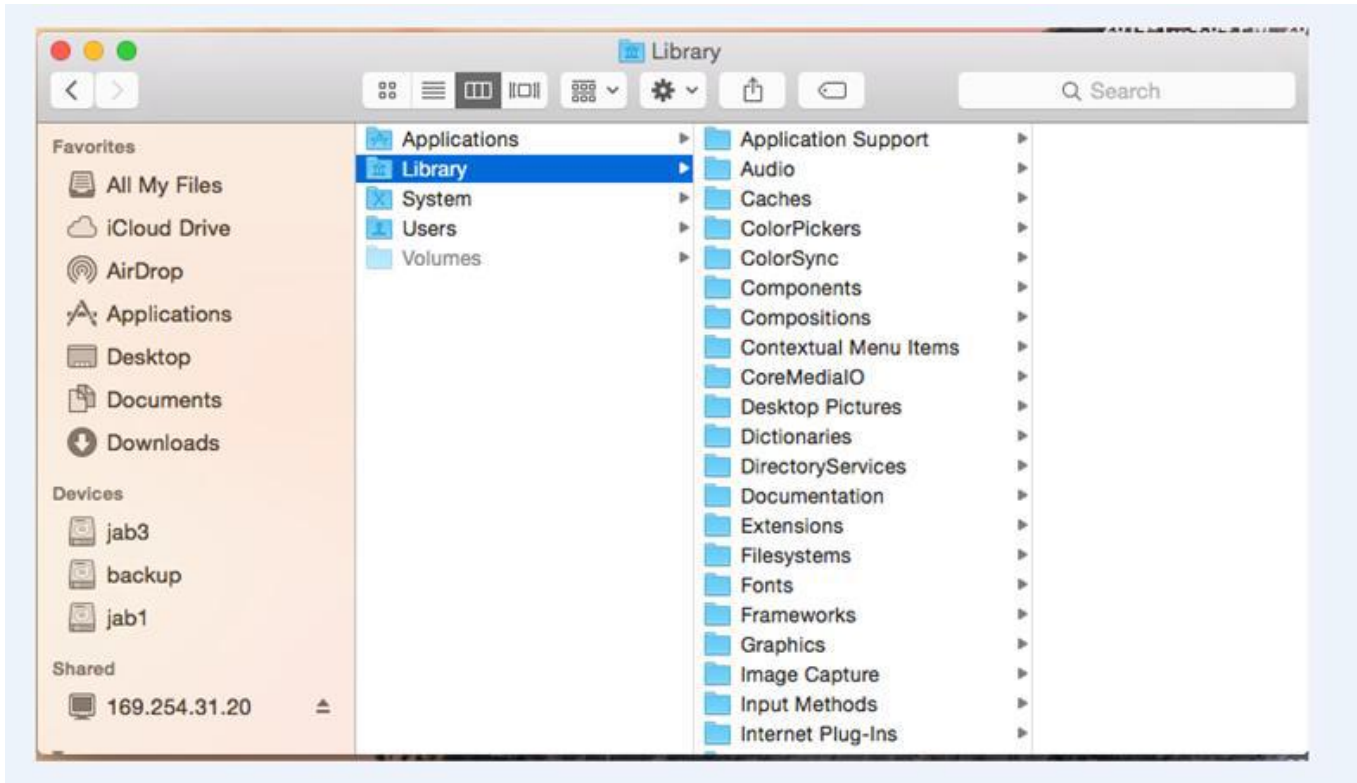 Library
Search
Favorites
All My Files
iCloud Drive
AirDrop
Applications
Desktop
Documents
Downloads
Devices
jab3
backup
jab1
Shared
169.254.31.20
Applications
Library
System
Users
Volumes
Application Support
Audio
Caches
ColorPickers
ColorSync
Components
Compositions
Contextual Menu Items
CoreMediaIO
Desktop Pictures
Dictionaries
DirectoryServices
Documentation
Extensions
Filesystems
Fonts
Frameworks
Graphics
Image Capture
Input Methods
Internet Plug-Ins